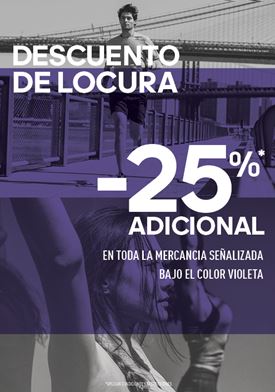 DESCUENTO
DE LOCURA
-25%*
ADICIONAL
EN TODA LA MERCANCIA SEÑALIZADA
BAJO EL COLOR VIOLETA